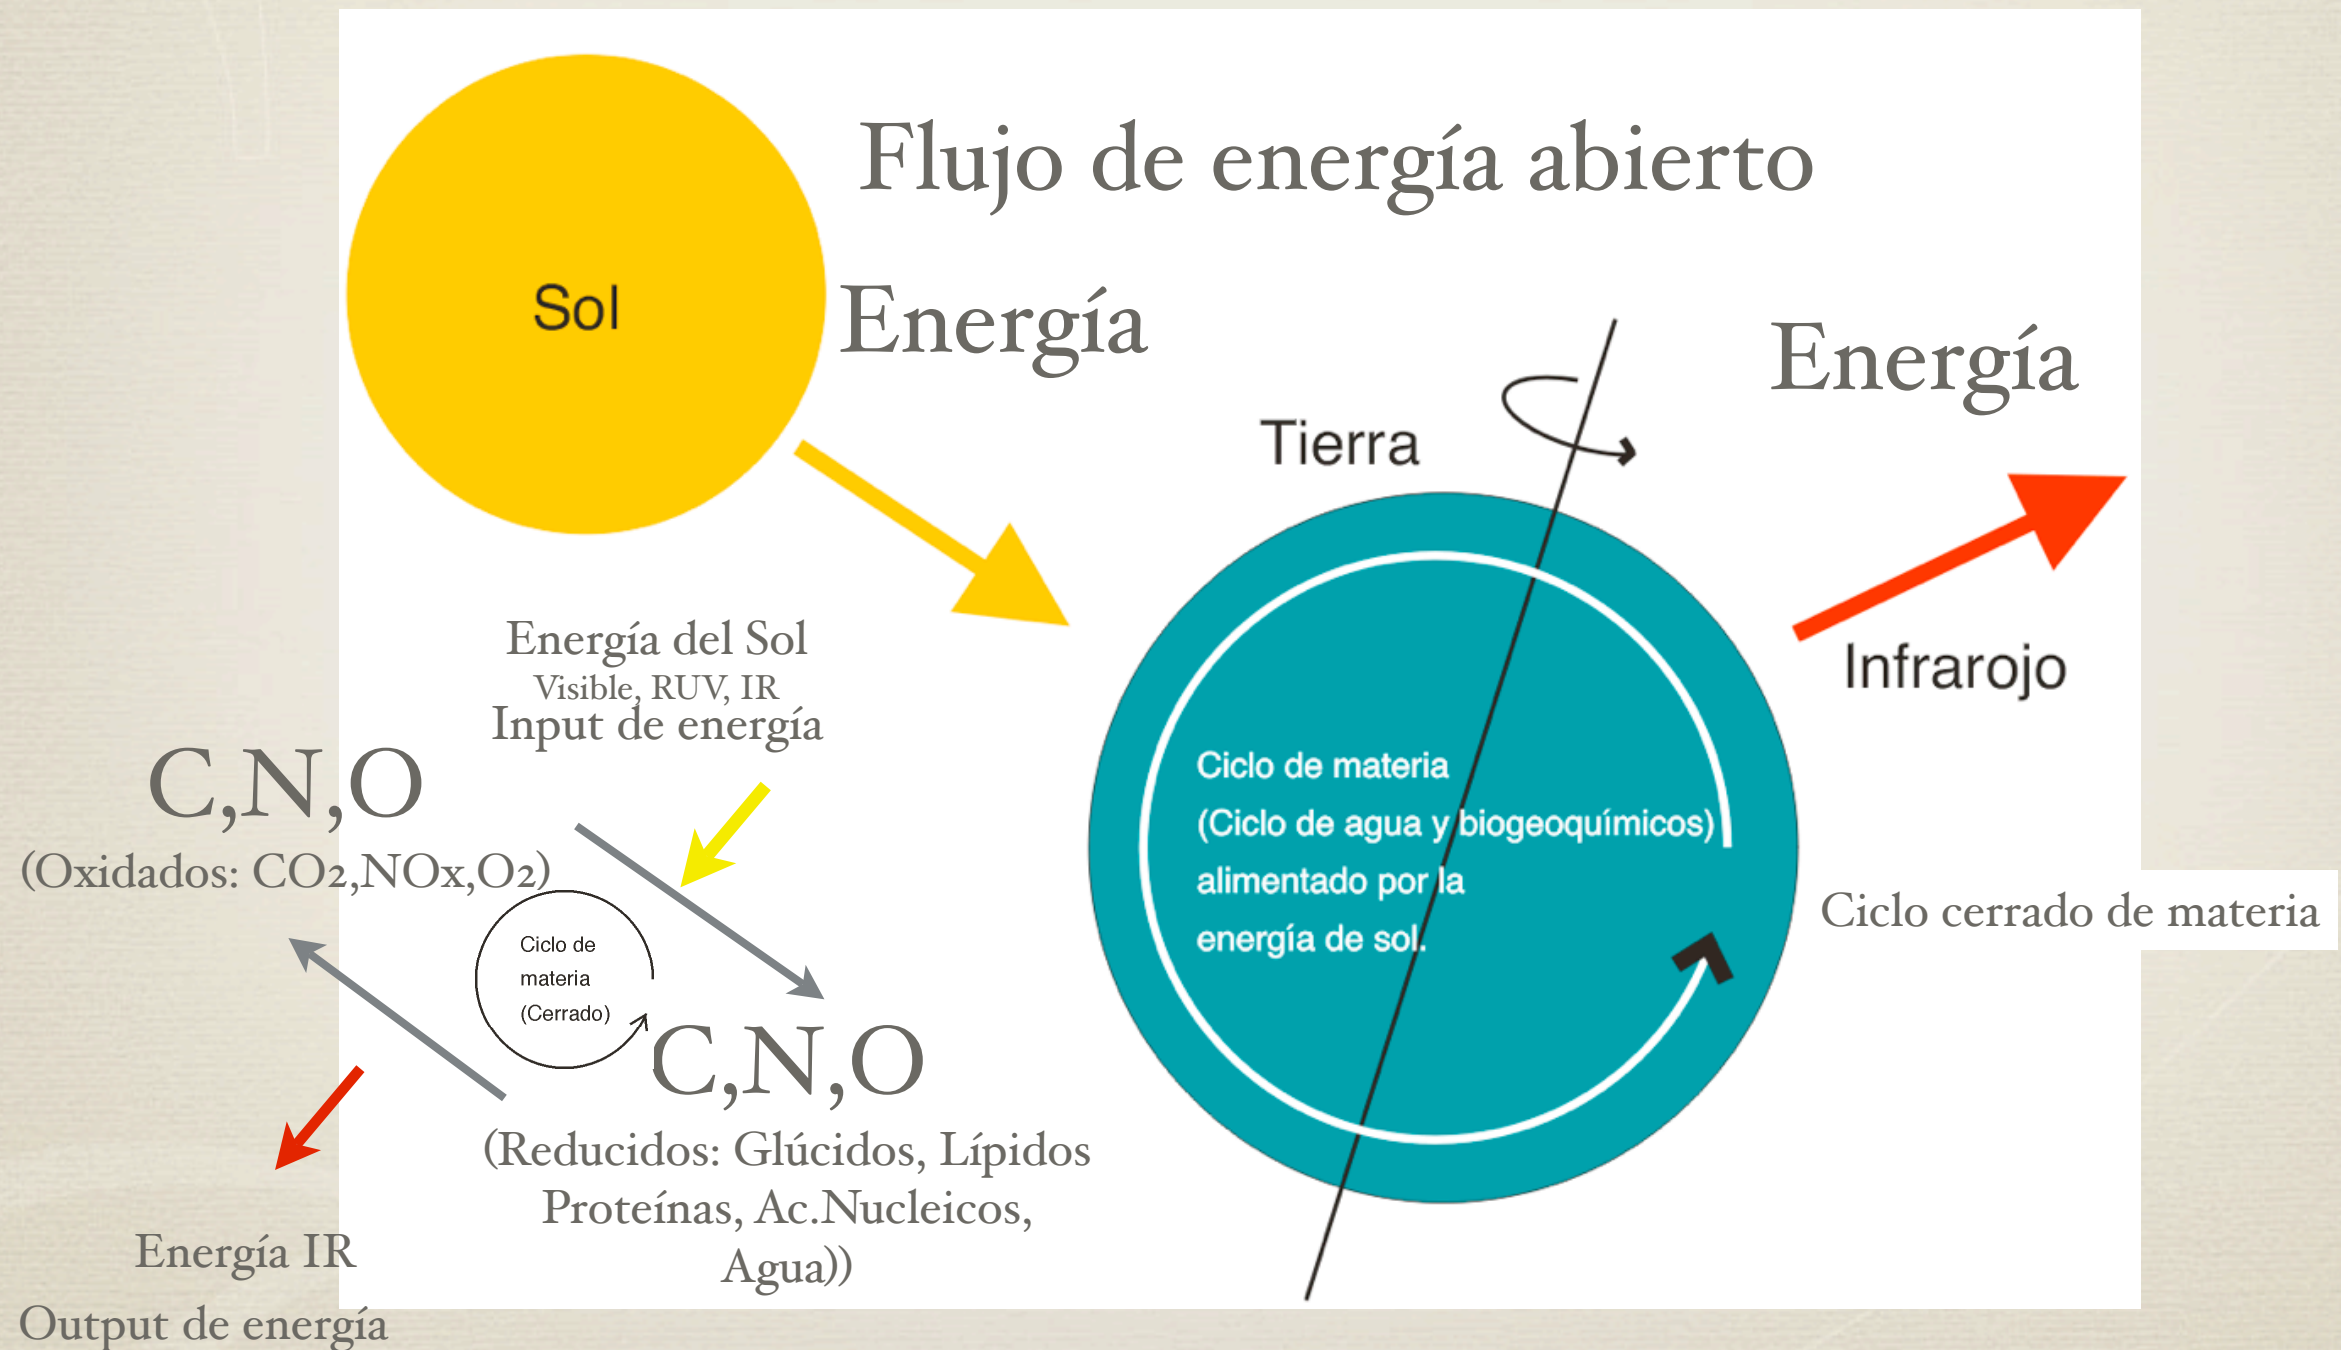 Flujo de energía abierto
Sol
Energía
Energía
Tierra
Infrarojo
Energía del Sol
Visible, RUV, IR
Input de energía
C,N,O
(Oxidados: CO2,NOx,O2)
Ciclo de
materia
(Cerrado)
C,N,O
(Reducidos: Glúcidos, Lípidos
Proteínas, Ac.Nucleicos,
Agua))
Energía IR
Output de energía
Ciclo de materia
(Ciclo de agua y biogeoquímicos)
alimentado por la
energía de sol.
Ciclo cerrado de materia